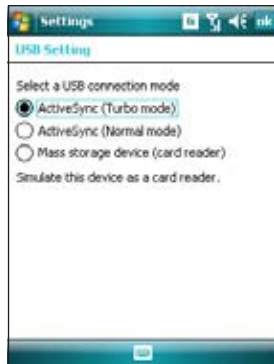 Settings
ok
USB Setting
Select a USB connection mode
ActiveSync (Turbo mode)
ActiveSync (Normal mode)
Mass storage device (card reader)
Simulate this device as a card reader.